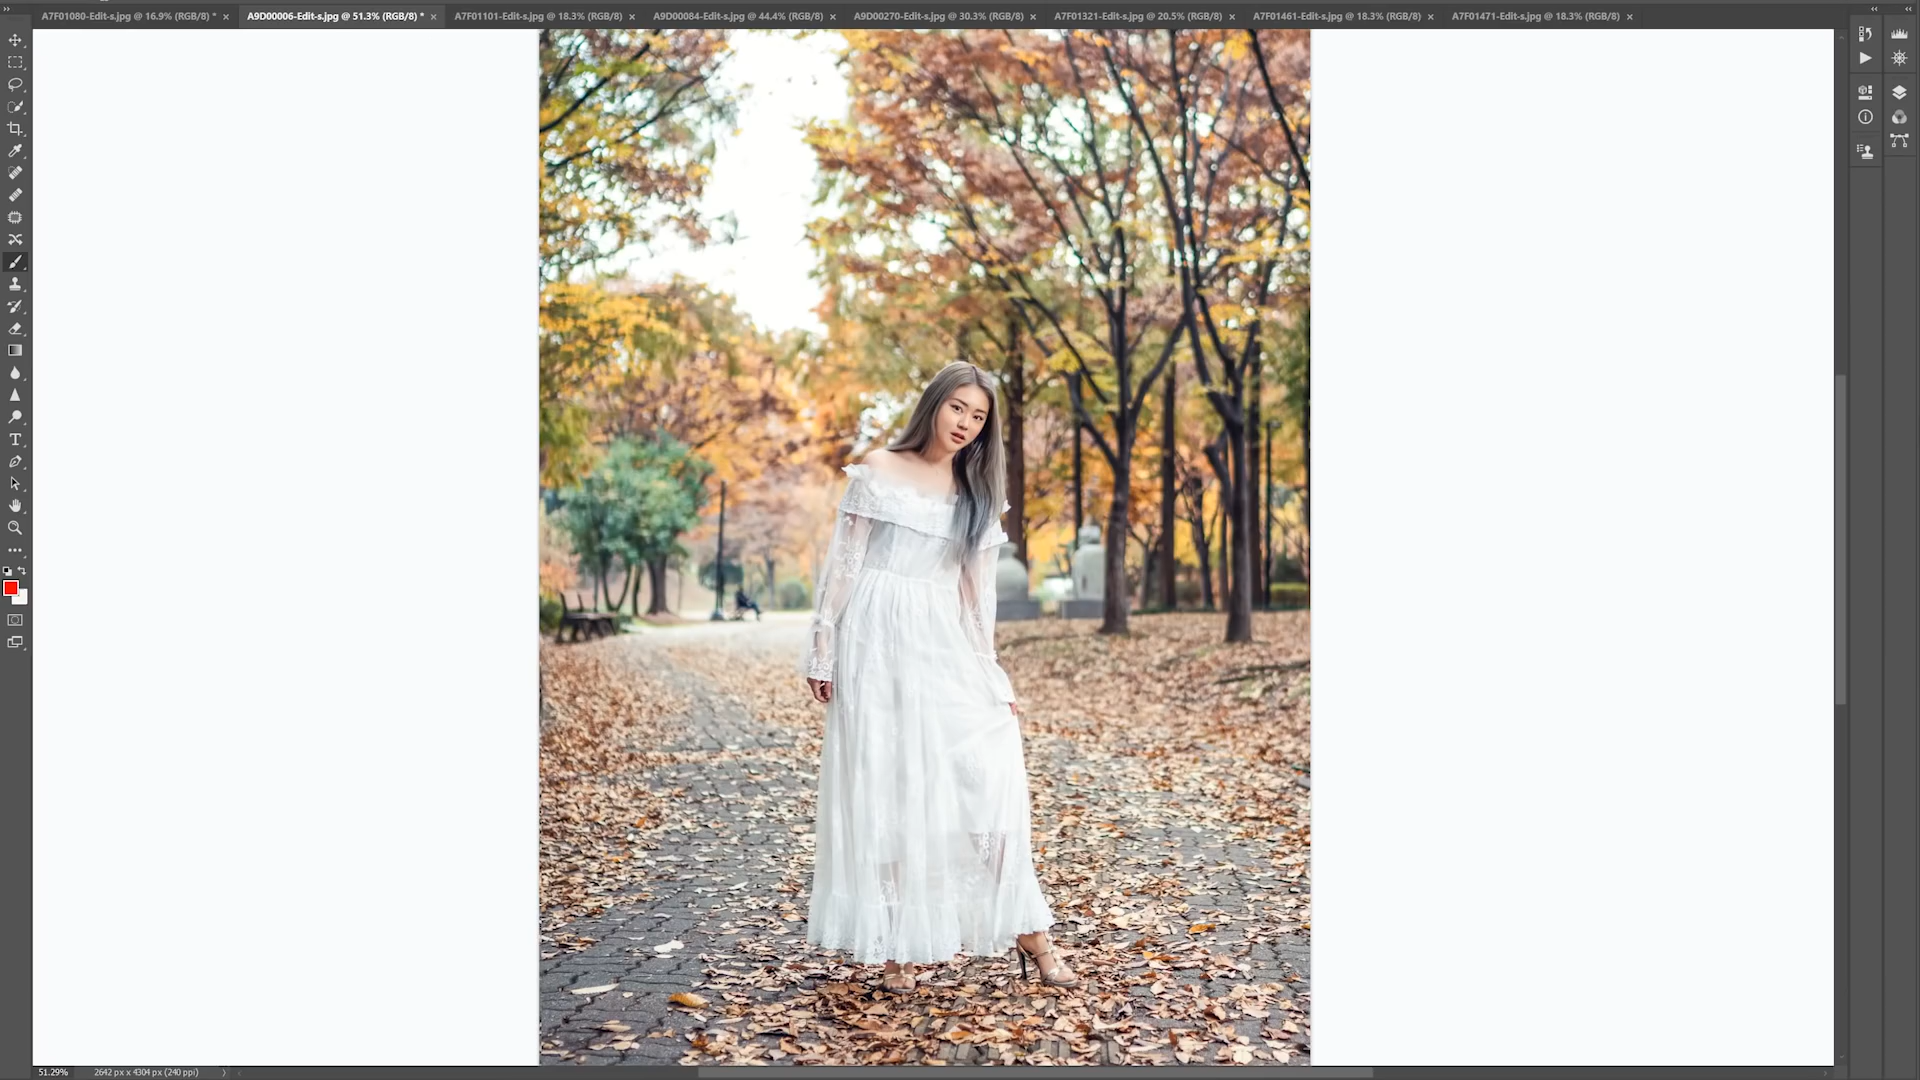 A7F01080-Edit-s.jpg @ 16.9% (RGB/8) * ×
A9D00006-Edit-s.jpg @ 51.3% (RGB/8) * ×
A7F01101-Edit-s.jpg @ 18.3% (RGB/8) ×
A9D00084-Edit-s.jpg @ 44.4% (RGB/8) ×
A9D00270-Edit-s.jpg @ 30.3% (RGB/8) ×
A7F01321-Edit-s.jpg @ 20.5% (RGB/8) ×
A7F01461-Edit-s.jpg @ 18.3% (RGB/8) ×
A7F01471-Edit-s.jpg @ 18.3% (RGB/8) ×
51.29%
2642 px x 4304 px (240 ppi)